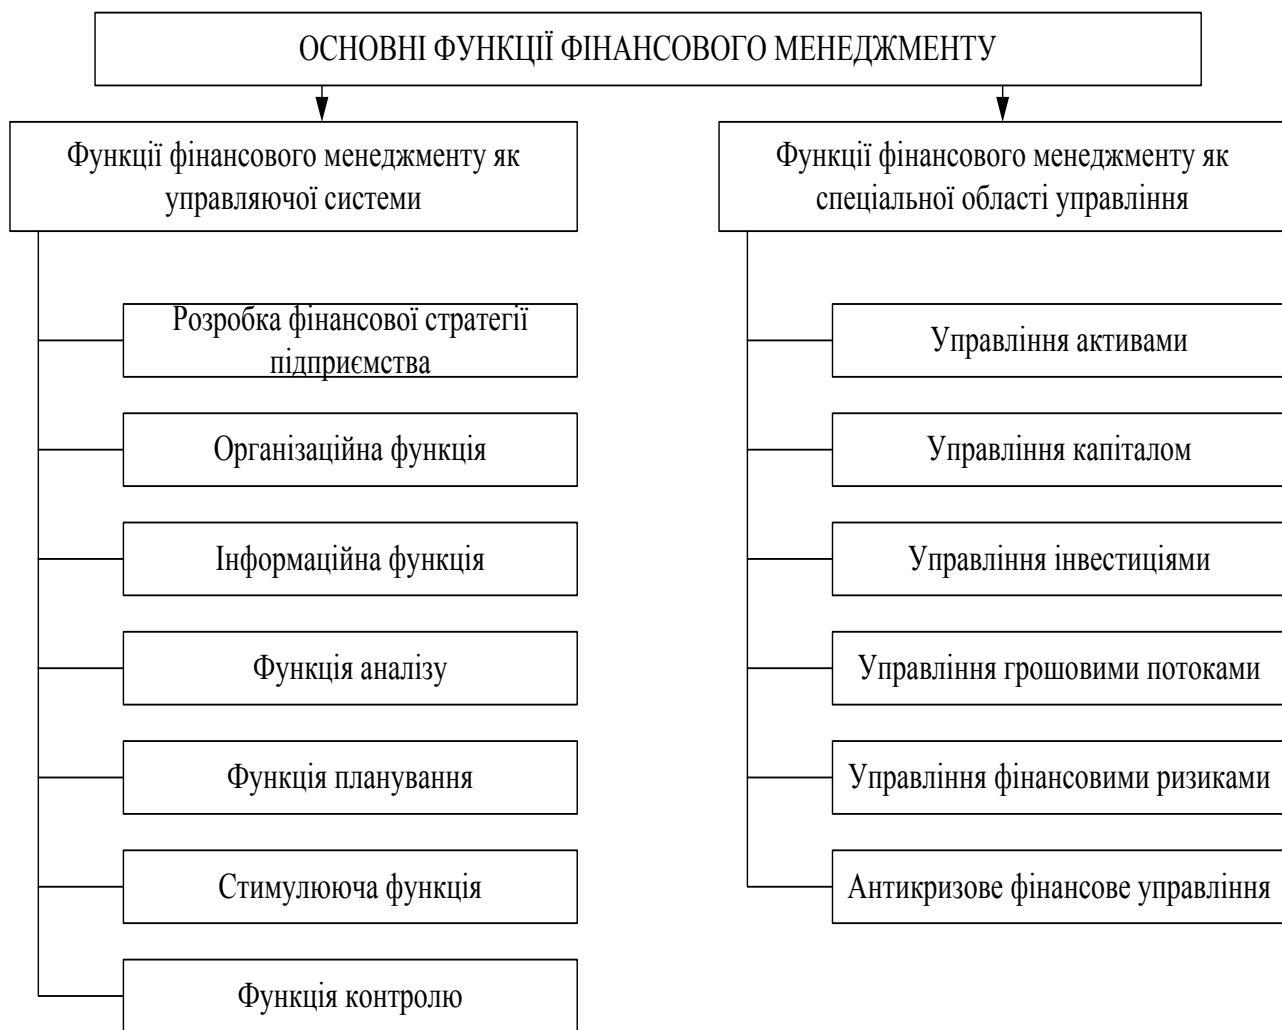 ОСНОВНІ ФУНКЦІЇ ФІНАНСОВОГО МЕНЕДЖМЕНТУ
Функції фінансового менеджменту як
управляючої системи
Розробка фінансової стратегії
підприємства
Організаційна функція
Інформаційна функція
Функція аналізу
Функція планування
Стимулююча функція
Функція контролю
Функції фінансового менеджменту як
спеціальної області управління
Управління активами
Управління капіталом
Управління інвестиціями
Управління грошовими потоками
Управління фінансовими ризиками
Антикризове фінансове управління